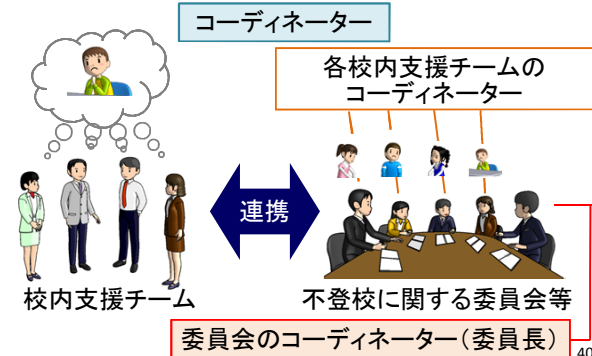 コーディネーター
各校内支援チームの
コーディネーター
連携
校内支援チーム
不登校に関する委員会等
委員会のコーディネーター（委員長）
40